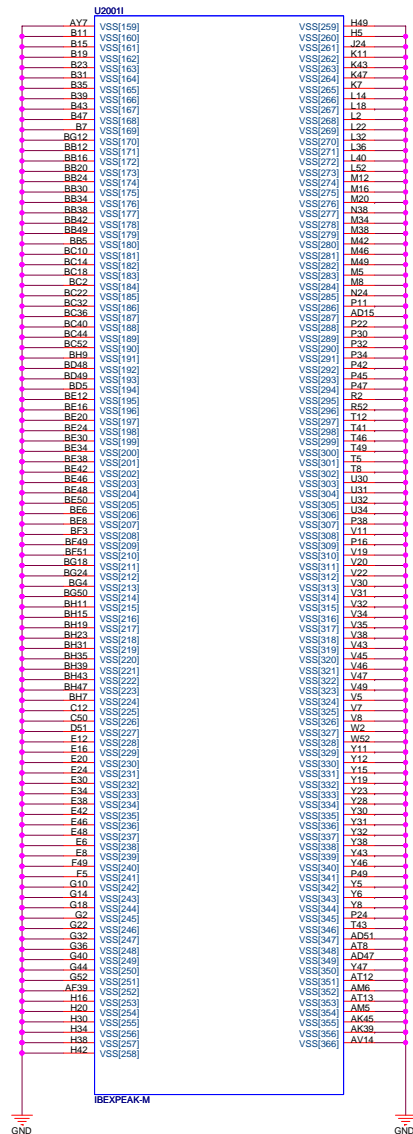 U2001I
AY7 VSS[159] VSS[259] H49
B11 VSS[160] VSS[260] H5
B15 VSS[161] VSS[261] J24
B19 VSS[162] VSS[262] K11
B23 VSS[163] VSS[263] K43
B31 VSS[164] VSS[264] K47
B35 VSS[165] VSS[265] K7
B39 VSS[166] VSS[266] L14
B43 VSS[167] VSS[267] L18
B47 VSS[168] VSS[268] L2
B7 VSS[169] VSS[269] L22
BG12 VSS[170] VSS[270] L32
BB12 VSS[171] VSS[271] L36
BB16 VSS[172] VSS[272] L40
BB20 VSS[173] VSS[273] L52
BB24 VSS[174] VSS[274] M12
BB30 VSS[175] VSS[275] M16
BB34 VSS[176] VSS[276] M20
BB38 VSS[177] VSS[277] N38
BB42 VSS[178] VSS[278] M34
BB49 VSS[179] VSS[279] M38
BB5 VSS[180] VSS[280] M42
BC10 VSS[181] VSS[281] M46
BC14 VSS[182] VSS[282] M49
BC18 VSS[183] VSS[283] M5
BC2 VSS[184] VSS[284] M8
BC22 VSS[185] VSS[285] N24
BC32 VSS[186] VSS[286] P11
BC36 VSS[187] VSS[287] AD15
BC40 VSS[188] VSS[288] P22
BC44 VSS[189] VSS[289] P30
BC52 VSS[190] VSS[290] P32
BH9 VSS[191] VSS[291] P34
BD48 VSS[192] VSS[292] P42
BD49 VSS[193] VSS[293] P45
BD5 VSS[194] VSS[294] P47
BE12 VSS[195] VSS[295] R2
BE16 VSS[196] VSS[296] R52
BE20 VSS[197] VSS[297] T12
BE24 VSS[198] VSS[298] T41
BE30 VSS[199] VSS[299] T46
BE34 VSS[200] VSS[300] T49
BE38 VSS[201] VSS[301] T5
BE42 VSS[202] VSS[302] T8
BE46 VSS[203] VSS[303] U30
BE48 VSS[204] VSS[304] U31
BE50 VSS[205] VSS[305] U32
BE6 VSS[206] VSS[306] U34
BE8 VSS[207] VSS[307] P38
BF3 VSS[208] VSS[308] V11
BF49 VSS[209] VSS[309] P16
BF51 VSS[210] VSS[310] V19
BG18 VSS[211] VSS[311] V20
BG24 VSS[212] VSS[312] V22
BG4 VSS[213] VSS[313] V30
BG50 VSS[214] VSS[314] V31
BH11 VSS[215] VSS[315] V32
BH15 VSS[216] VSS[316] V34
BH19 VSS[217] VSS[317] V35
BH23 VSS[218] VSS[318] V38
BH31 VSS[219] VSS[319] V43
BH35 VSS[220] VSS[320] V45
BH39 VSS[221] VSS[321] V46
BH43 VSS[222] VSS[322] V47
BH47 VSS[223] VSS[323] V49
BH7 VSS[224] VSS[324] V5
C12 VSS[225] VSS[325] V7
C50 VSS[226] VSS[326] V8
D51 VSS[227] VSS[327] W2
E12 VSS[228] VSS[328] W52
E16 VSS[229] VSS[329] Y11
E20 VSS[230] VSS[330] Y12
E24 VSS[231] VSS[331] Y15
E30 VSS[232] VSS[332] Y19
E34 VSS[233] VSS[333] Y23
E38 VSS[234] VSS[334] Y28
E42 VSS[235] VSS[335] Y30
E46 VSS[236] VSS[336] Y31
E48 VSS[237] VSS[337] Y32
E6 VSS[238] VSS[338] Y38
E8 VSS[239] VSS[339] Y43
F49 VSS[240] VSS[340] Y46
F5 VSS[241] VSS[341] P49
G10 VSS[242] VSS[342] Y5
G14 VSS[243] VSS[343] Y6
G18 VSS[244] VSS[344] Y8
G2 VSS[245] VSS[345] P24
G22 VSS[246] VSS[346] T43
G32 VSS[247] VSS[347] AD51
G36 VSS[248] VSS[348] AT8
G40 VSS[249] VSS[349] AD47
G44 VSS[250] VSS[350] Y47
G52 VSS[251] VSS[351] AT12
AF39 VSS[252] VSS[352] AM6
H16 VSS[253] VSS[353] AT13
H20 VSS[254] VSS[354] AM5
H30 VSS[255] VSS[355] AK45
H34 VSS[256] VSS[356] AK39
H38 VSS[257] VSS[366] AV14
H42 VSS[258]
IBEXPEAK-M
GND GND